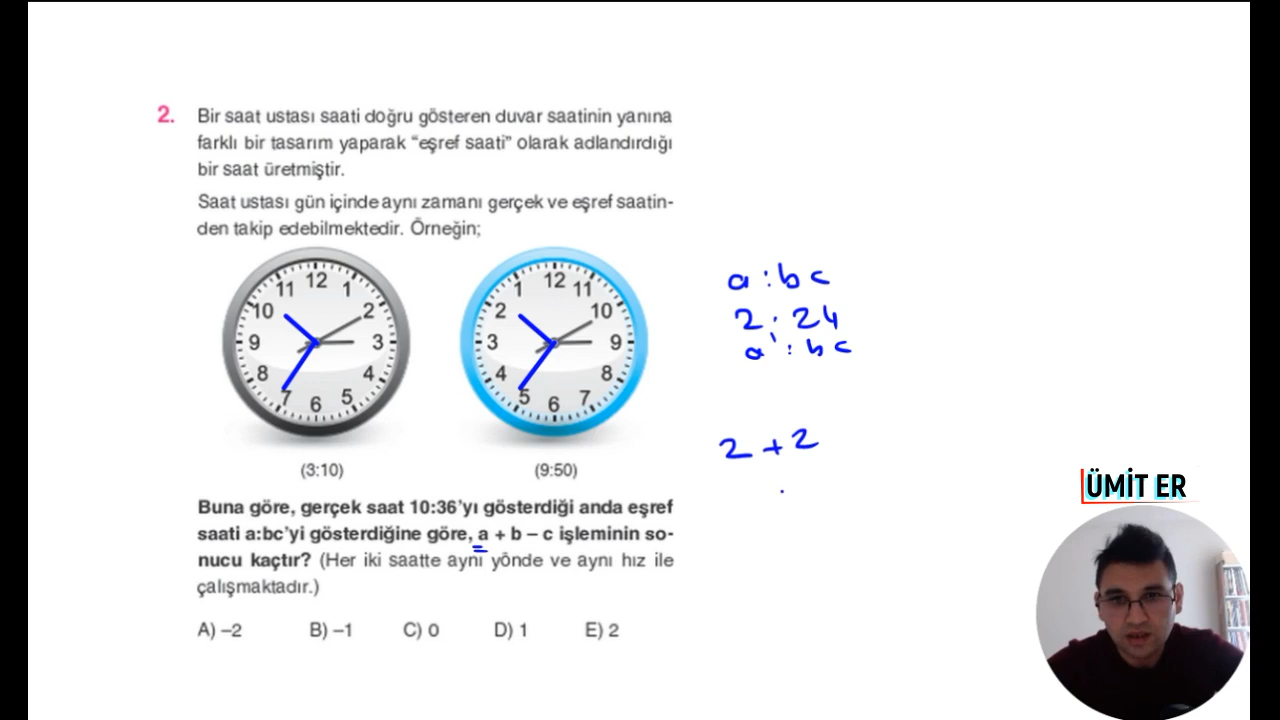 2. Bir saat ustası saati doğru gösteren duvar saatinin yanına
farklı bir tasarım yaparak “eşref saati” olarak adlandırdığı
bir saat üretmiştir.
Saat ustası gün içinde aynı zamanı gerçek ve eşref saatin-
den takip edebilmektedir. Örneğin;
12 1 2 3 4 5 6 7 8 9 10 11
12 11 10 9 8 7 6 5 4 3 2 1
(3:10)
(9:50)
Buna göre, gerçek saat 10:36’yı gösterdiği anda eşref
saati a:bc’yi gösterdiğine göre, a + b – c işleminin so-
nucu kaçtır? (Her iki saatte aynı yönde ve aynı hız ile
çalışmaktadır.)
A) –2 B) –1 C) 0 D) 1 E) 2
a : b c
2 : 24
a' : b c
2 + 2
ÜMİT ER